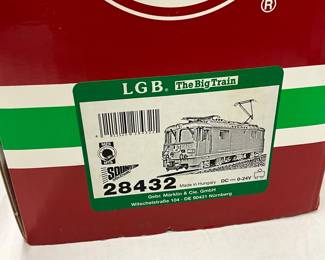 ®
LGB. The Big Train
SOUND
28432 Made in Hungary DC ⎓ 0-24V
Gebr. Märklin & Cie. GmbH
Witschelstraße 104 · DE 90431 Nürnberg